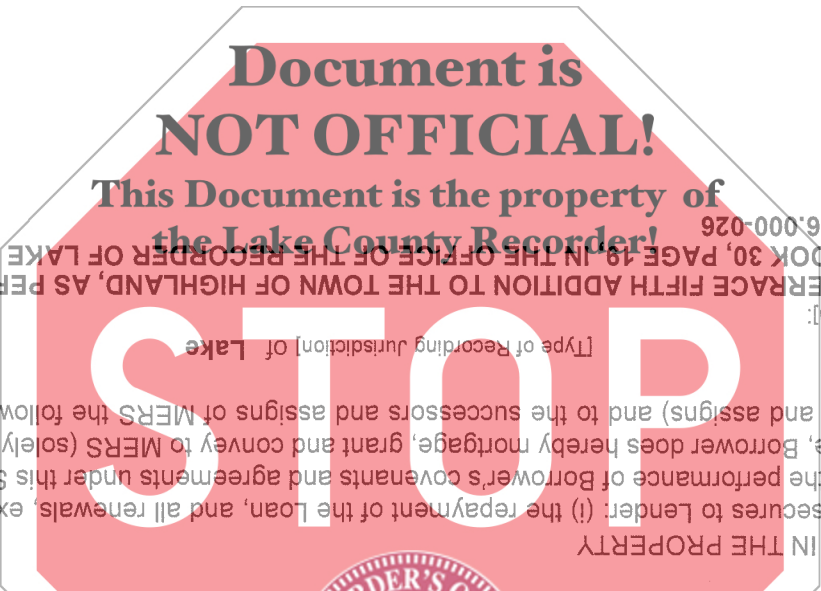 Document is
NOT OFFICIAL!
This Document is the property of
the Lake County Recorder!
STOP
IN THE PROPERTY
secures to Lender: (i) the repayment of the Loan, and all renewals, ex
he performance of Borrower's covenants and agreements under this S
e, Borrower does hereby mortgage, grant and convey to MERS (solely
and assigns) and to the successors and assigns of MERS the follow
[Type of Recording Jurisdiction] of Lake
]:
ERRACE FIFTH ADDITION TO THE TOWN OF HIGHLAND, AS PER
OOK 30, PAGE 19, IN THE OFFICE OF THE RECORDER OF LAKE
6.000-026
RDER'S